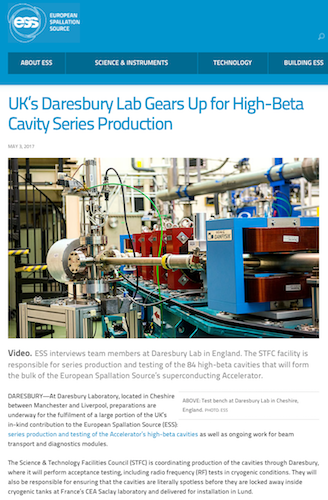 ess
EUROPEAN
SPALLATION
SOURCE
ABOUT ESS
SCIENCE & INSTRUMENTS
TECHNOLOGY
BUILDING ESS
UK's Daresbury Lab Gears Up for High-Beta
Cavity Series Production
MAY 3, 2017
Video. ESS interviews team members at Daresbury Lab in England. The STFC facility is
responsible for series production and testing of the 84 high-beta cavities that will form
the bulk of the European Spallation Source's superconducting Accelerator.
DARESBURY—At Daresbury Laboratory, located in Cheshire
between Manchester and Liverpool, preparations are
underway for the fulfilment of a large portion of the UK's
in-kind contribution to the European Spallation Source (ESS):
series production and testing of the Accelerator's high-beta cavities as well as ongoing work for beam
transport and diagnostics modules.
ABOVE: Test bench at Daresbury Lab in Cheshire,
England. PHOTO: ESS
The Science & Technology Facilities Council (STFC) is coordinating production of the cavities through Daresbury,
where it will perform acceptance testing, including radio frequency (RF) tests in cryogenic conditions. They will
also be responsible for ensuring that the cavities are literally spotless before they are locked away inside
cryogenic tanks at France's CEA Saclay laboratory and delivered for installation in Lund.